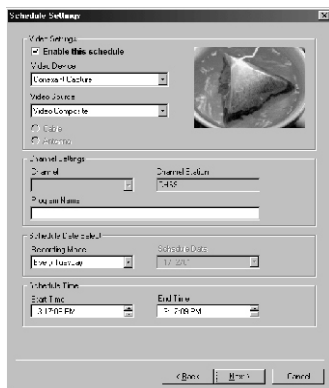 Schedule Settings
Video Settings
Enable this schedule
Video Device
Conexant Capture
Video Source
Video Composite
Cable
Antenna
Channel Settings
Channel
Channel Station
Program Name
Schedule Date Select
Recording Mode
Schedule Date
Every Tuesday
Schedule Time
Start Time
End Time
< Back
Next >
Cancel